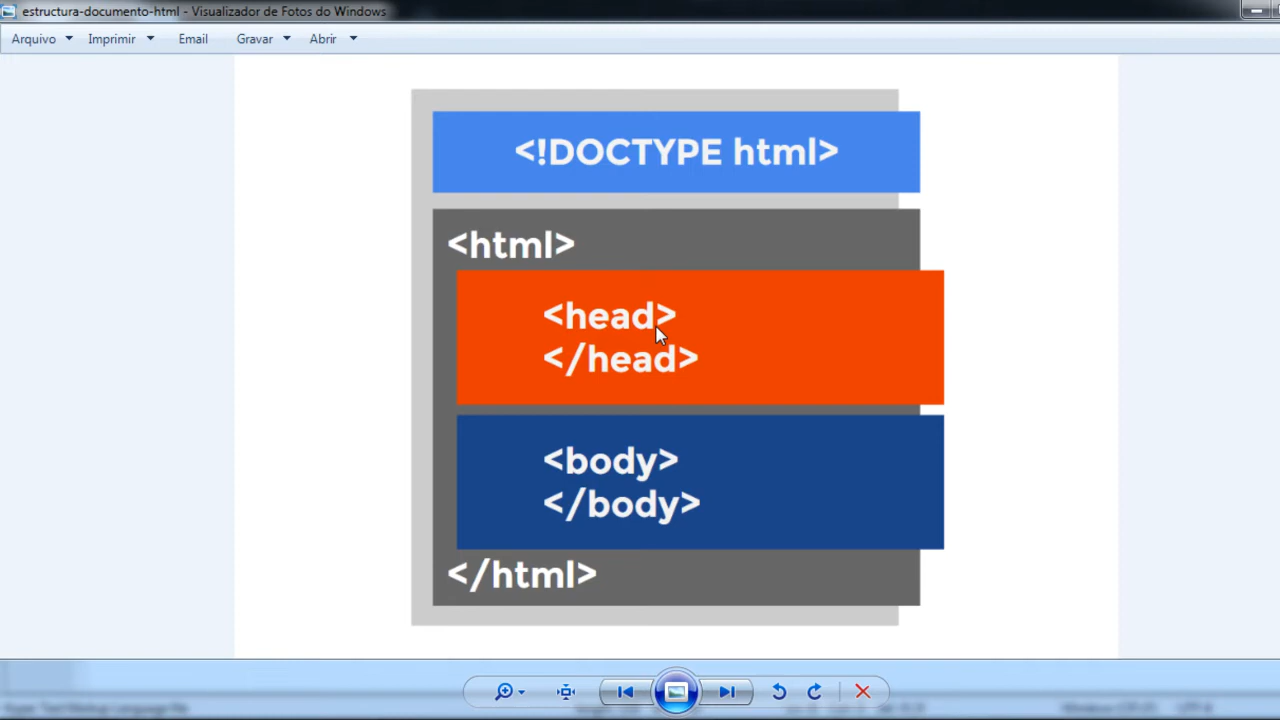 estructura-documento-html - Visualizador de Fotos do Windows
Arquivo Imprimir Email Gravar Abrir
<!DOCTYPE html>
<html>
<head>
</head>
<body>
</body>
</html>